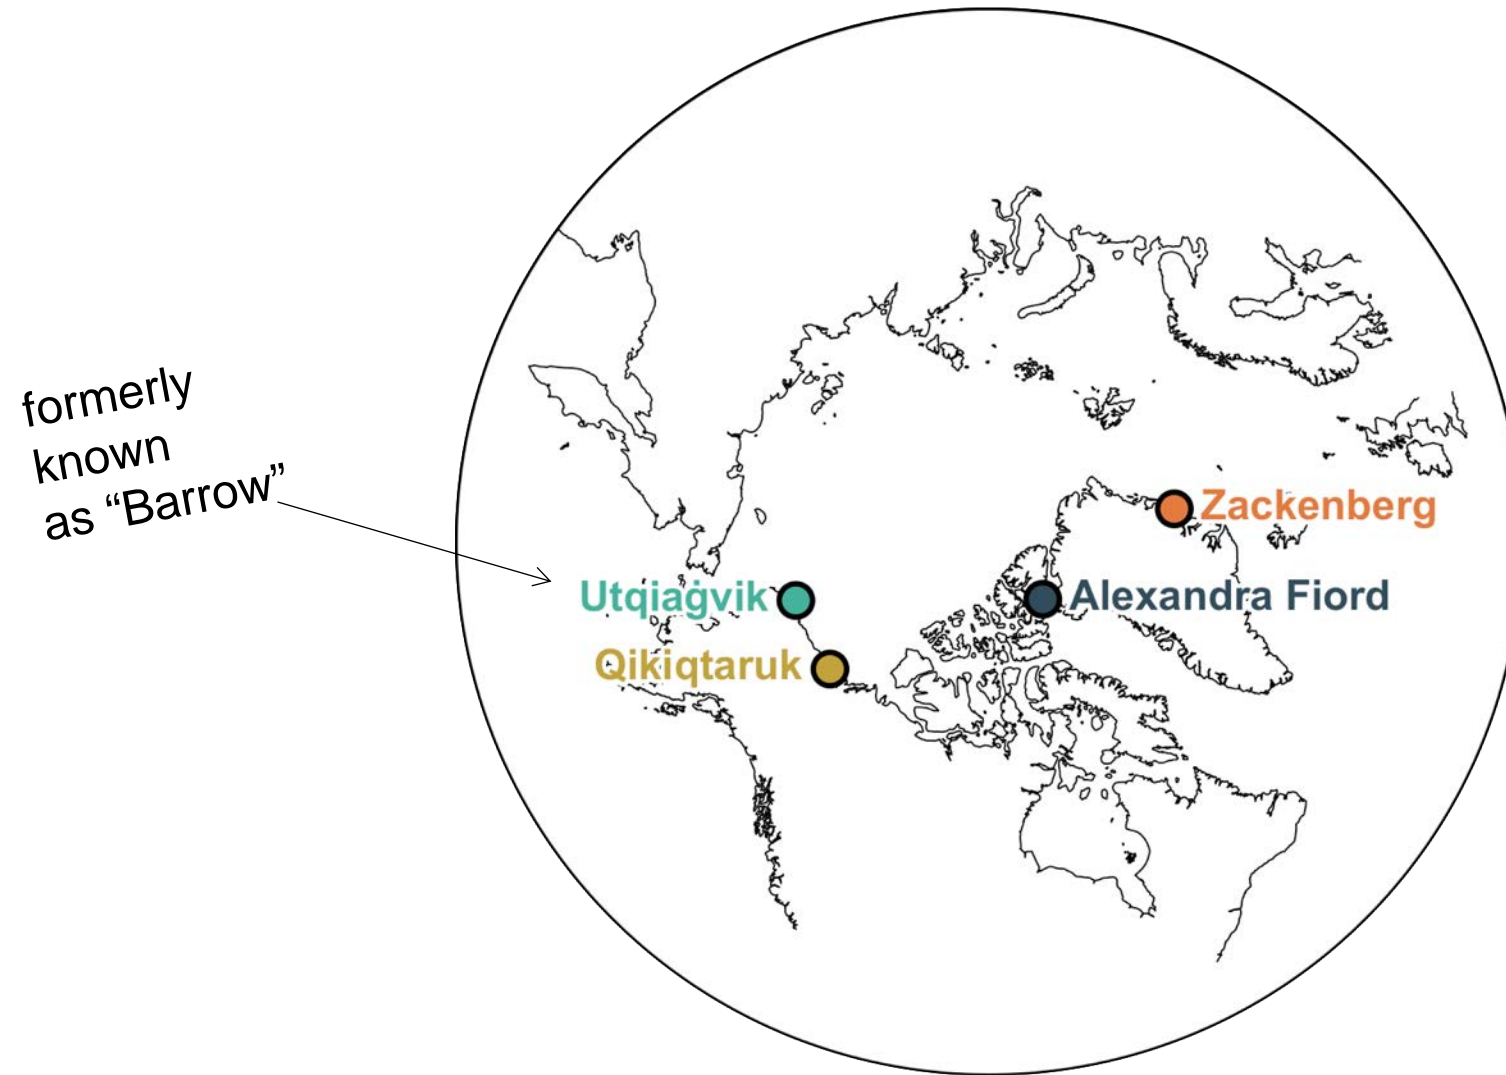 formerly
known
as “Barrow”
Zackenberg
Utqiaġvik
Alexandra Fiord
Qikiqtaruk